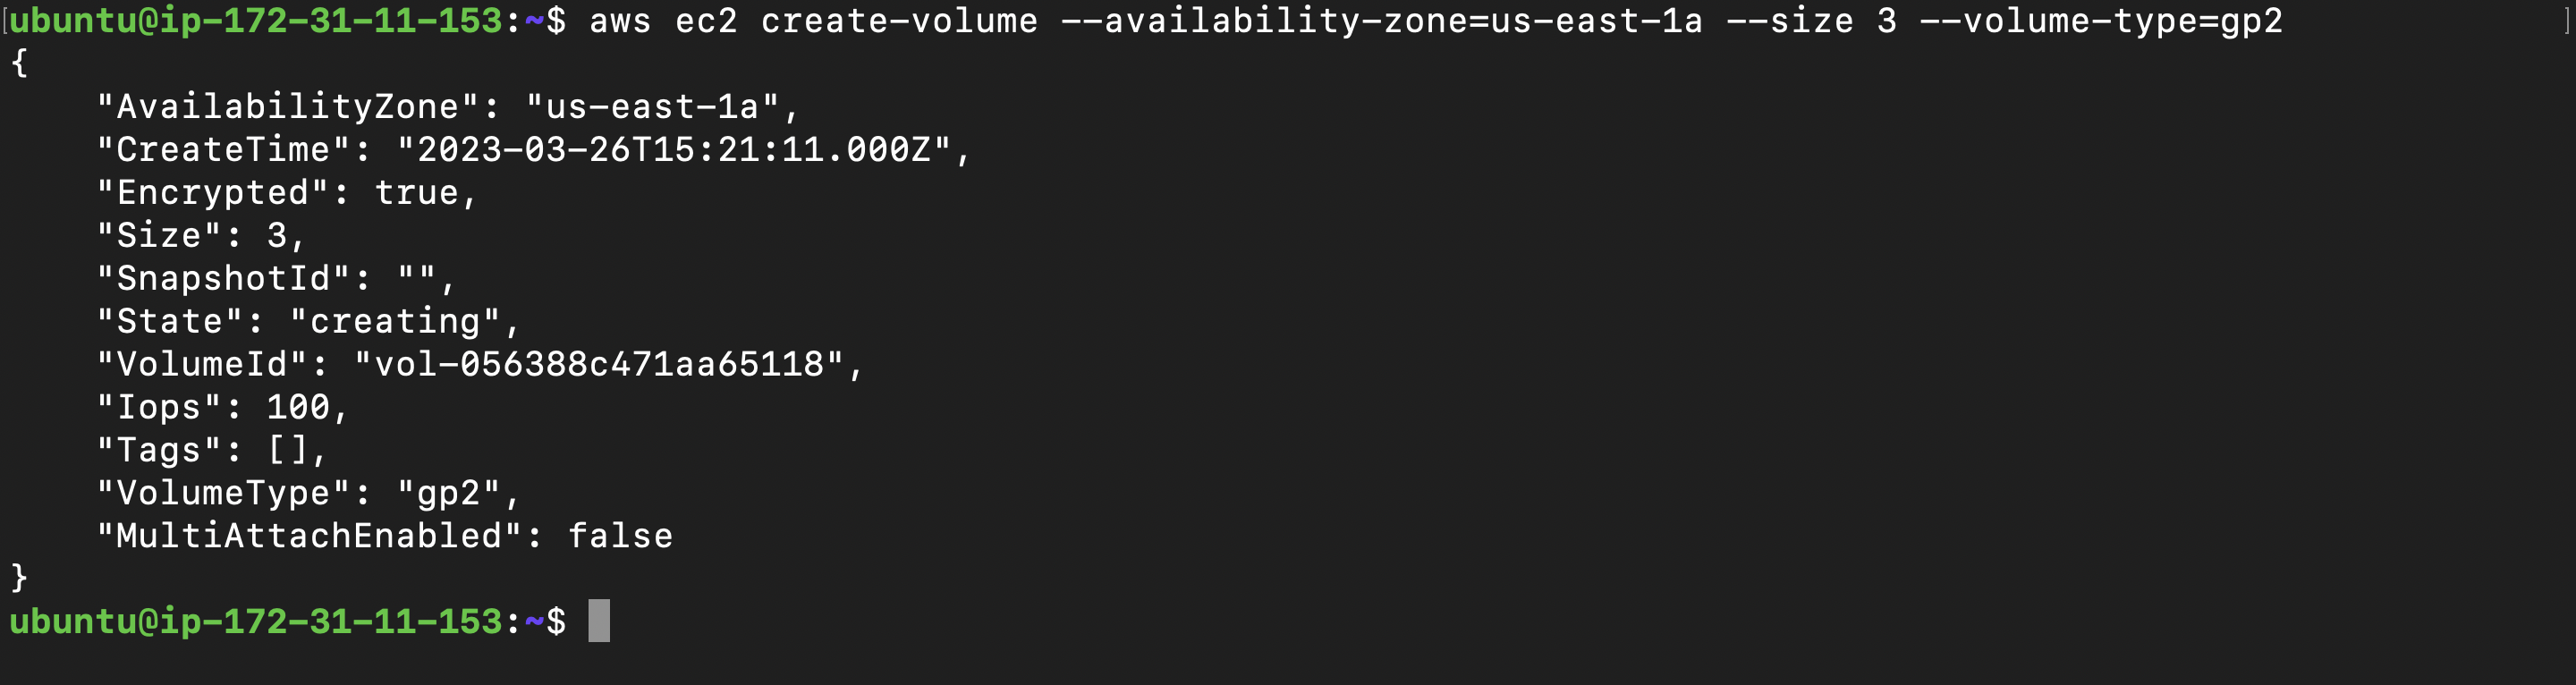 [ubuntu@ip-172-31-11-153:~$ aws ec2 create-volume --availability-zone=us-east-1a --size 3 --volume-type=gp2 ]
{
    "AvailabilityZone": "us-east-1a",
    "CreateTime": "2023-03-26T15:21:11.000Z",
    "Encrypted": true,
    "Size": 3,
    "SnapshotId": "",
    "State": "creating",
    "VolumeId": "vol-056388c471aa65118",
    "Iops": 100,
    "Tags": [],
    "VolumeType": "gp2",
    "MultiAttachEnabled": false
}
ubuntu@ip-172-31-11-153:~$